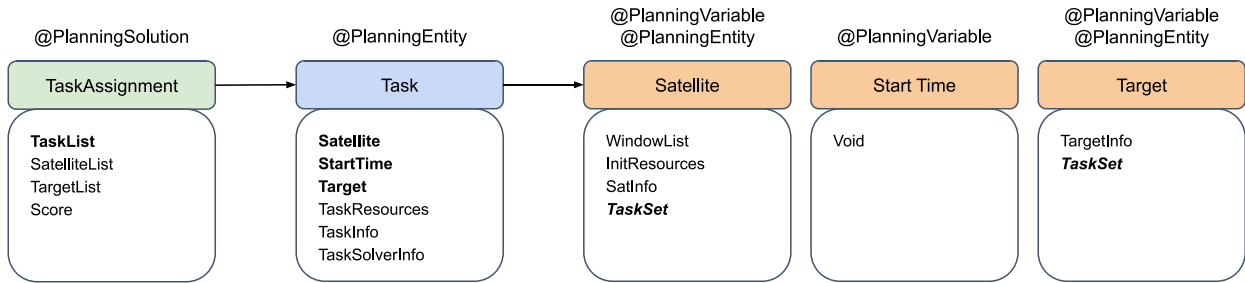 @PlanningSolution
TaskAssignment
TaskList
SatelliteList
TargetList
Score
@PlanningEntity
Task
Satellite
StartTime
Target
TaskResources
TaskInfo
TaskSolverInfo
@PlanningVariable
@PlanningEntity
Satellite
WindowList
InitResources
SatInfo
TaskSet
@PlanningVariable
Start Time
Void
@PlanningVariable
@PlanningEntity
Target
TargetInfo
TaskSet